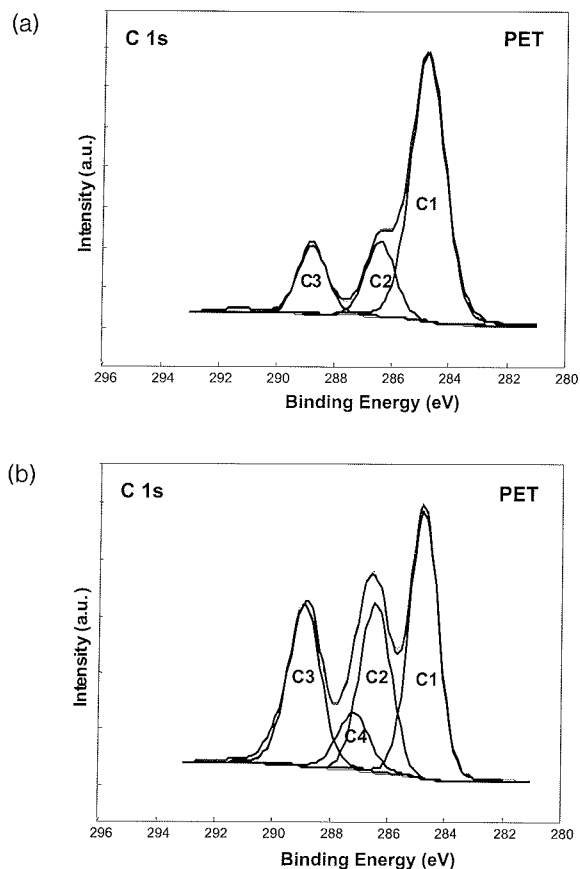 (a)
C 1s PET
Intensity (a.u.)
C3 C2 C1
296 294 292 290 288 286 284 282 280
Binding Energy (eV)
(b)
C 1s PET
Intensity (a.u.)
C3 C2 C1
C4
296 294 292 290 288 286 284 282 280
Binding Energy (eV)